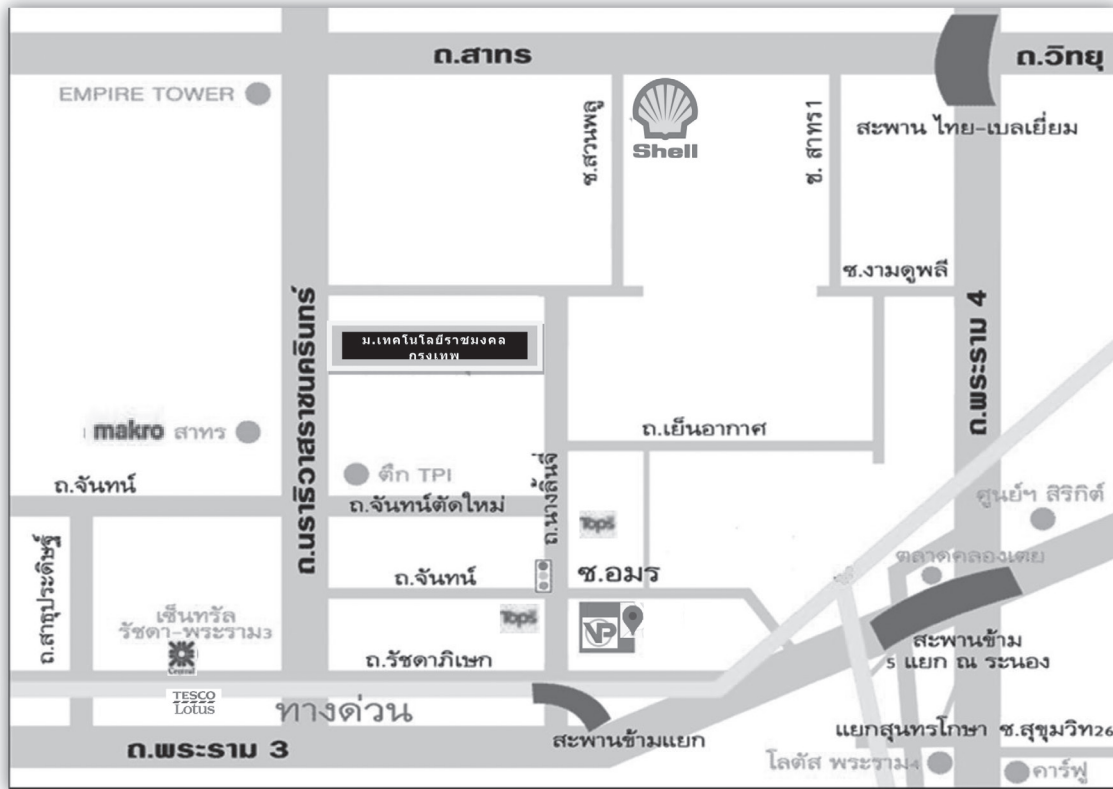 ถ.สาทร
ถ.วิทยุ
EMPIRE TOWER
ซ.สวนพลู
Shell
ซ. สาทร1
สะพาน ไทย-เบลเยี่ยม
ซ.งามดูพลี
ถ.นราธิวาสราชนครินทร์
ม.เทคโนโลยีราชมงคล
กรุงเทพ
ถ.พระราม 4
makro สาทร
ถ.เย็นอากาศ
ถ.จันทน์
ตึก TPI
ถ.จันทน์ตัดใหม่
ถ.นางลิ้นจี่
Tops
ศูนย์ฯ สิริกิต์
ถ.สาธุประดิษฐ์
ถ.จันทน์
ซ.อมร
ตลาดคลองเตย
เซ็นทรัล
รัชดา-พระราม3
Central
Tops
VP
สะพานข้าม
5 แยก ณ ระนอง
ถ.รัชดาภิเษก
TESCO
Lotus
ทางด่วน
ถ.พระราม 3
สะพานข้ามแยก
แยกสุนทรโกษา ซ.สุขุมวิท26
โลตัส พระราม4
คาร์ฟู